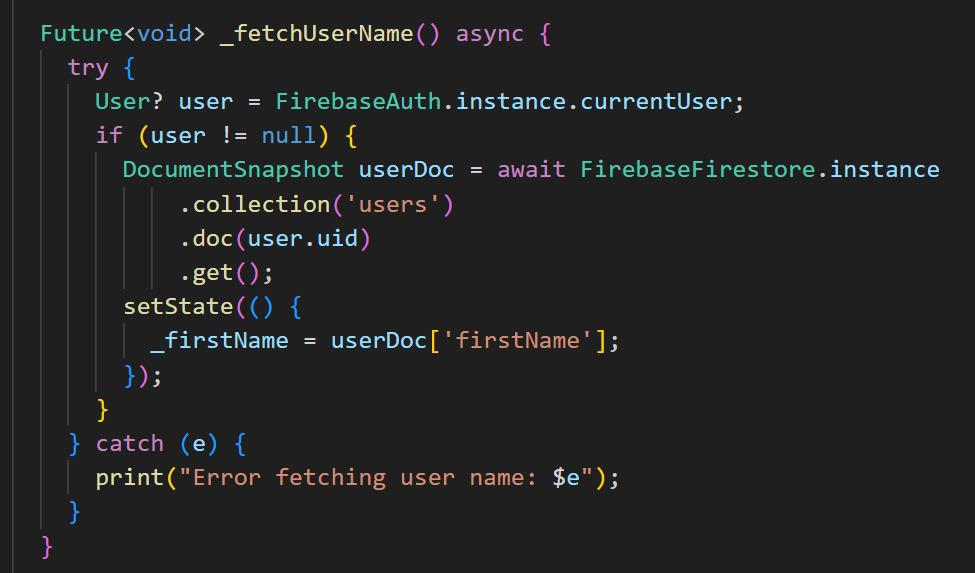 Future<void> _fetchUserName() async {
  try {
    User? user = FirebaseAuth.instance.currentUser;
    if (user != null) {
      DocumentSnapshot userDoc = await FirebaseFirestore.instance
          .collection('users')
          .doc(user.uid)
          .get();
      setState(() {
        _firstName = userDoc['firstName'];
      });
    }
  } catch (e) {
    print("Error fetching user name: $e");
  }
}